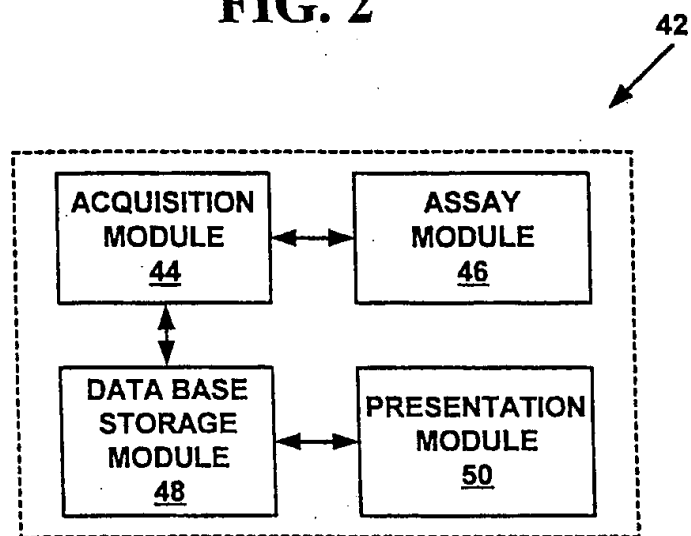 FIG. 2
42
ACQUISITION
MODULE
44
ASSAY
MODULE
46
DATA BASE
STORAGE
MODULE
48
PRESENTATION
MODULE
50